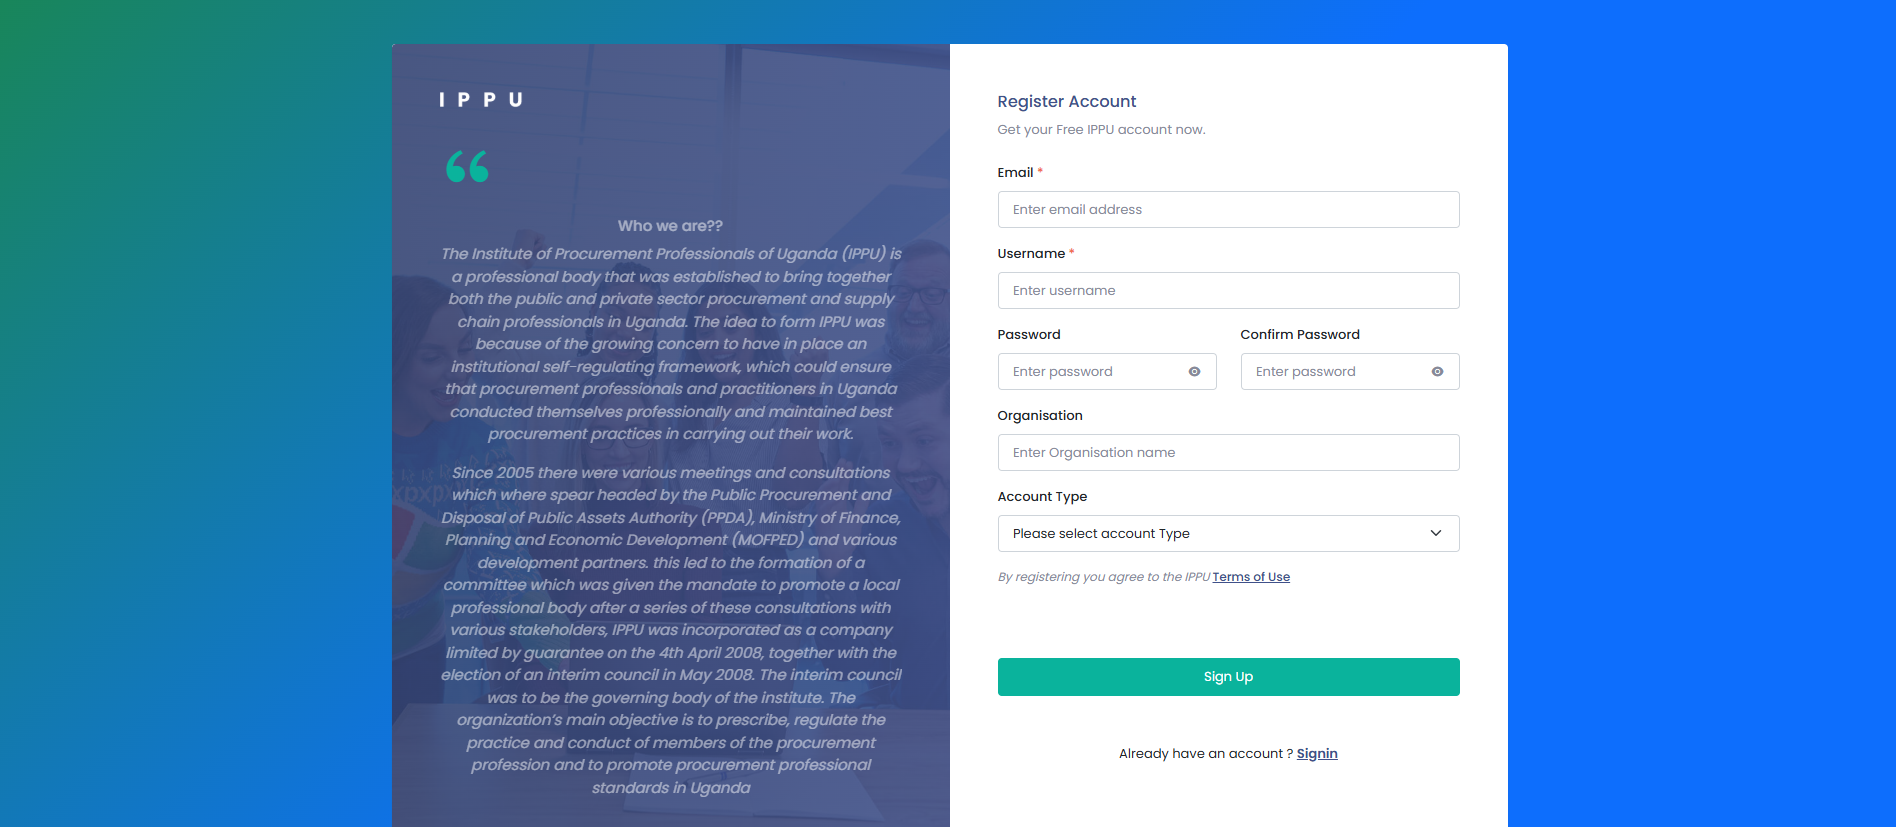 I P P U
“
Who we are??
The Institute of Procurement Professionals of Uganda (IPPU) is
a professional body that was established to bring together
both the public and private sector procurement and supply
chain professionals in Uganda. The idea to form IPPU was
because of the growing concern to have in place an
institutional self-regulating framework, which could ensure
that procurement professionals and practitioners in Uganda
conducted themselves professionally and maintained best
procurement practices in carrying out their work.
Since 2005 there were various meetings and consultations
which where spear headed by the Public Procurement and
Disposal of Public Assets Authority (PPDA), Ministry of Finance,
Planning and Economic Development (MOFPED) and various
development partners. this led to the formation of a
committee which was given the mandate to promote a local
professional body after a series of these consultations with
various stakeholders, IPPU was incorporated as a company
limited by guarantee on the 4th April 2008, together with the
election of an interim council in May 2008. The interim council
was to be the governing body of the institute. The
organization’s main objective is to prescribe, regulate the
practice and conduct of members of the procurement
profession and to promote procurement professional
standards in Uganda
Register Account
Get your Free IPPU account now.
Email *
Enter email address
Username *
Enter username
Password Confirm Password
Enter password Enter password
Organisation
Enter Organisation name
Account Type
Please select account Type
By registering you agree to the IPPU Terms of Use
Sign Up
Already have an account ? Signin